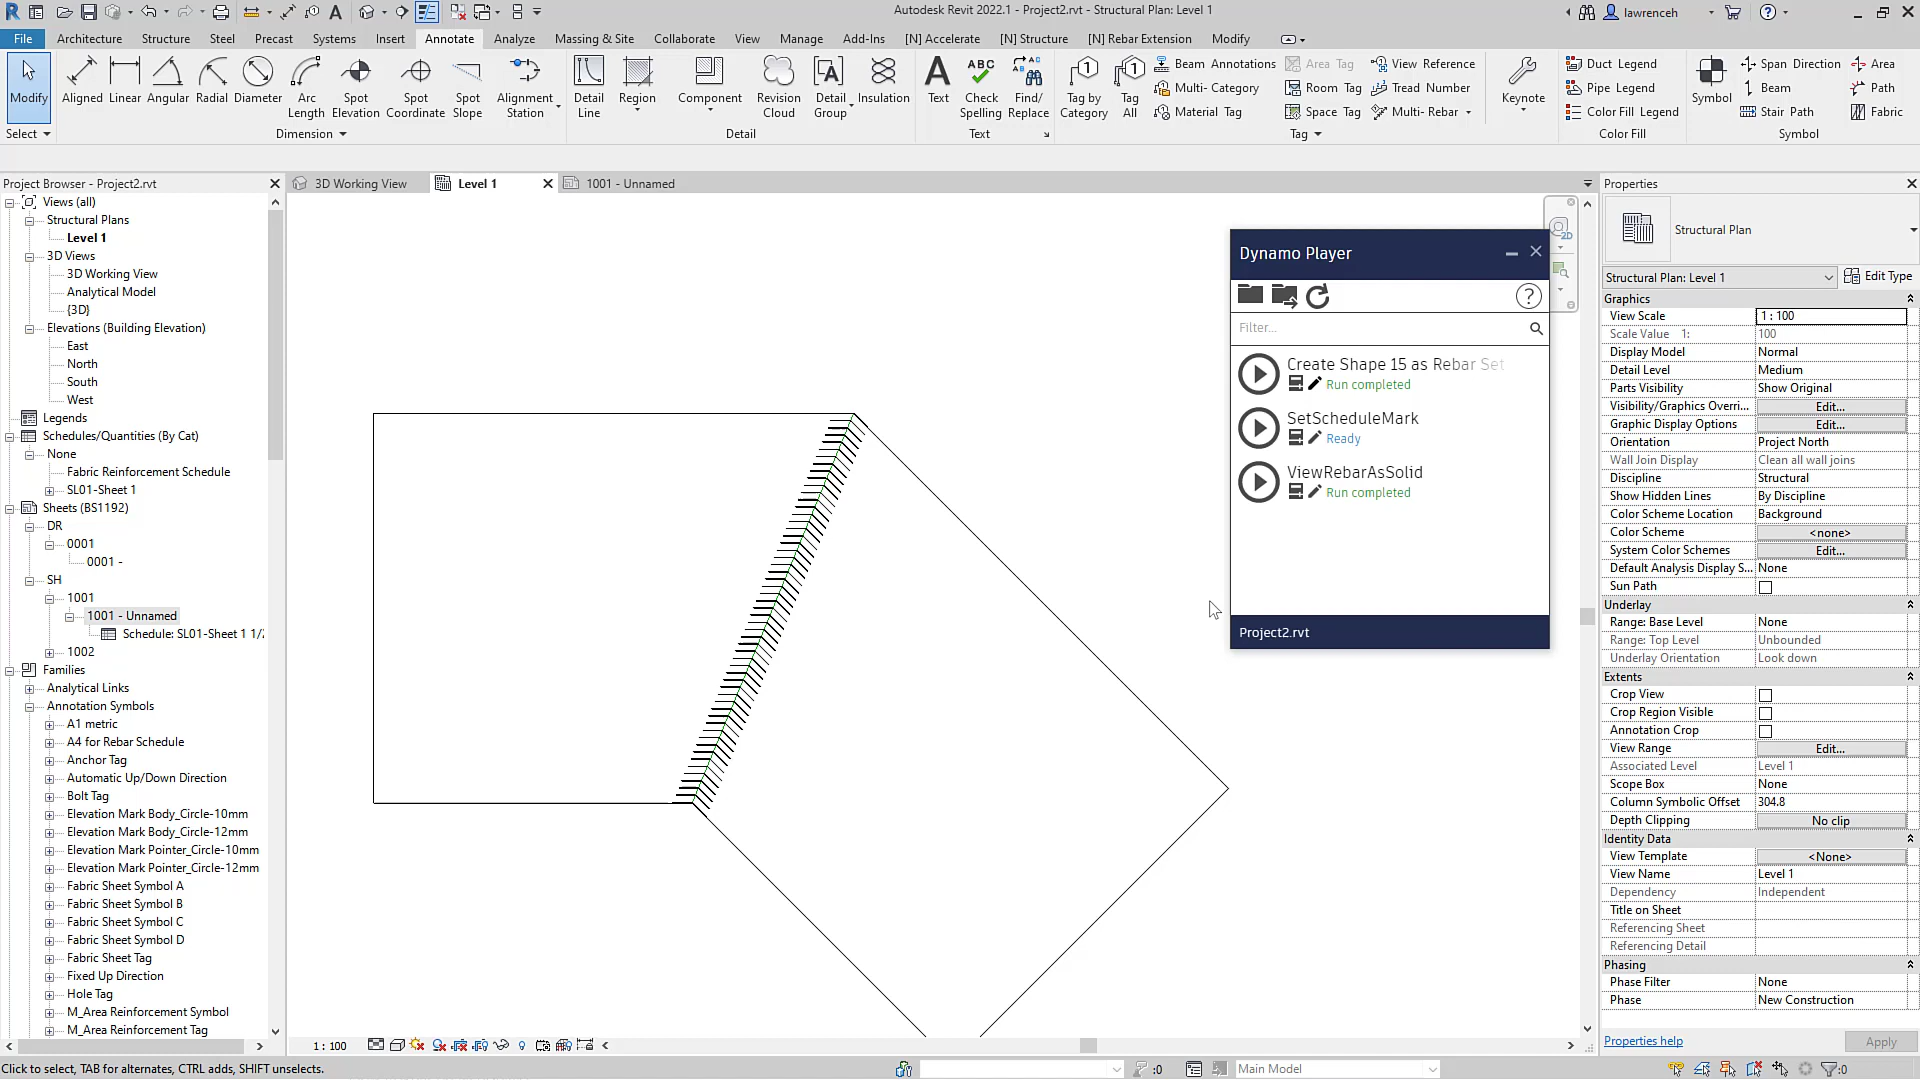 Autodesk Revit 2022.1 - Project2.rvt - Structural Plan: Level 1
lawrenceh
File Architecture Structure Steel Precast Systems Insert Annotate Analyze Massing & Site Collaborate View Manage Add-Ins [N] Accelerate [N] Structure [N] Rebar Extension Modify
Modify
Aligned
Linear
Angular
Radial
Diameter
Arc
Length
Spot
Elevation
Spot
Coordinate
Spot
Slope
Alignment
Station
Detail
Line
Region
Component
Revision
Cloud
Detail
Group
Insulation
Text
Check
Spelling
Find/
Replace
Tag by
Category
Tag
All
Beam Annotations
Multi- Category
Material Tag
Area Tag
Room Tag
Space Tag
View Reference
Tread Number
Multi- Rebar
Keynote
Duct Legend
Pipe Legend
Color Fill Legend
Symbol
Span Direction
Beam
Stair Path
Area
Path
Fabric
Select
Dimension
Detail
Text
Tag
Color Fill
Symbol
Project Browser - Project2.rvt
Views (all)
Structural Plans
Level 1
3D Views
3D Working View
Analytical Model
{3D}
Elevations (Building Elevation)
East
North
South
West
Legends
Schedules/Quantities (By Cat)
None
Fabric Reinforcement Schedule
SL01-Sheet 1
Sheets (BS1192)
DR
0001
0001 -
SH
1001
1001 - Unnamed
Schedule: SL01-Sheet 1 1/
1002
Families
Analytical Links
Annotation Symbols
A1 metric
A4 for Rebar Schedule
Anchor Tag
Automatic Up/Down Direction
Bolt Tag
Elevation Mark Body_Circle-10mm
Elevation Mark Body_Circle-12mm
Elevation Mark Pointer_Circle-10mm
Elevation Mark Pointer_Circle-12mm
Fabric Sheet Symbol A
Fabric Sheet Symbol B
Fabric Sheet Symbol C
Fabric Sheet Symbol D
Fabric Sheet Tag
Fixed Up Direction
Hole Tag
M_Area Reinforcement Symbol
M_Area Reinforcement Tag
3D Working View
Level 1
1001 - Unnamed
2D
Dynamo Player
Filter...
Create Shape 15 as Rebar Set
Run completed
SetScheduleMark
Ready
ViewRebarAsSolid
Run completed
Project2.rvt
Properties
Structural Plan
Structural Plan: Level 1 Edit Type
Graphics
View Scale 1 : 100
Scale Value 1: 100
Display Model Normal
Detail Level Medium
Parts Visibility Show Original
Visibility/Graphics Overri... Edit...
Graphic Display Options Edit...
Orientation Project North
Wall Join Display Clean all wall joins
Discipline Structural
Show Hidden Lines By Discipline
Color Scheme Location Background
Color Scheme <none>
System Color Schemes Edit...
Default Analysis Display S... None
Sun Path
Underlay
Range: Base Level None
Range: Top Level Unbounded
Underlay Orientation Look down
Extents
Crop View
Crop Region Visible
Annotation Crop
View Range Edit...
Associated Level Level 1
Scope Box None
Column Symbolic Offset 304.8
Depth Clipping No clip
Identity Data
View Template <None>
View Name Level 1
Dependency Independent
Title on Sheet
Referencing Sheet
Referencing Detail
Phasing
Phase Filter None
Phase New Construction
Properties help Apply
1 : 100
Click to select, TAB for alternates, CTRL adds, SHIFT unselects.
:0
Main Model
:0